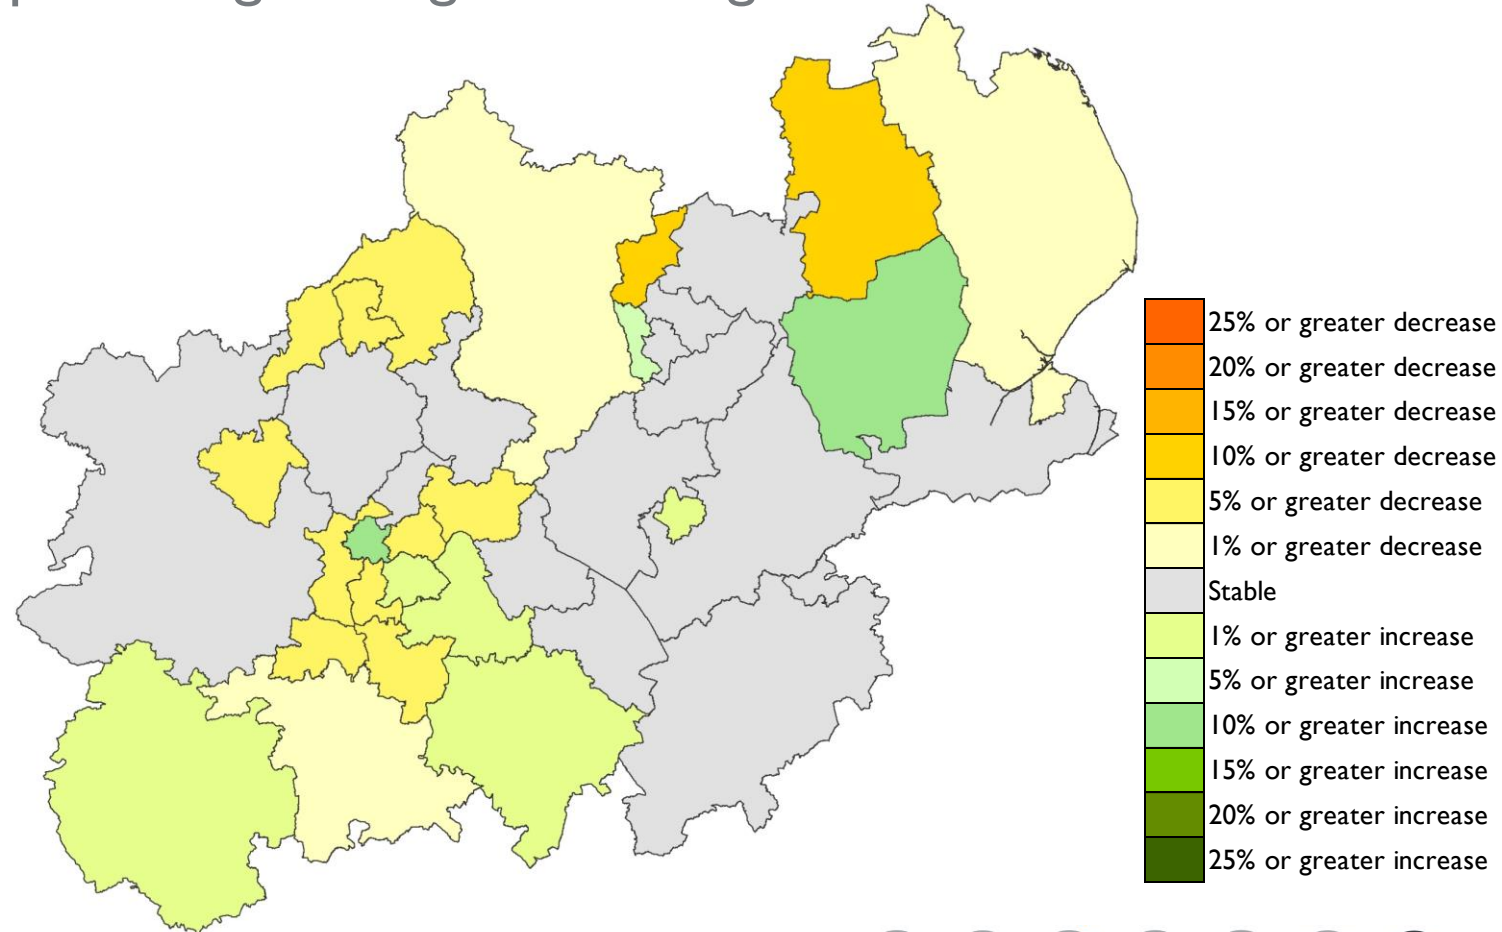 25% or greater decrease
20% or greater decrease
15% or greater decrease
10% or greater decrease
5% or greater decrease
1% or greater decrease
Stable
1% or greater increase
5% or greater increase
10% or greater increase
15% or greater increase
20% or greater increase
25% or greater increase